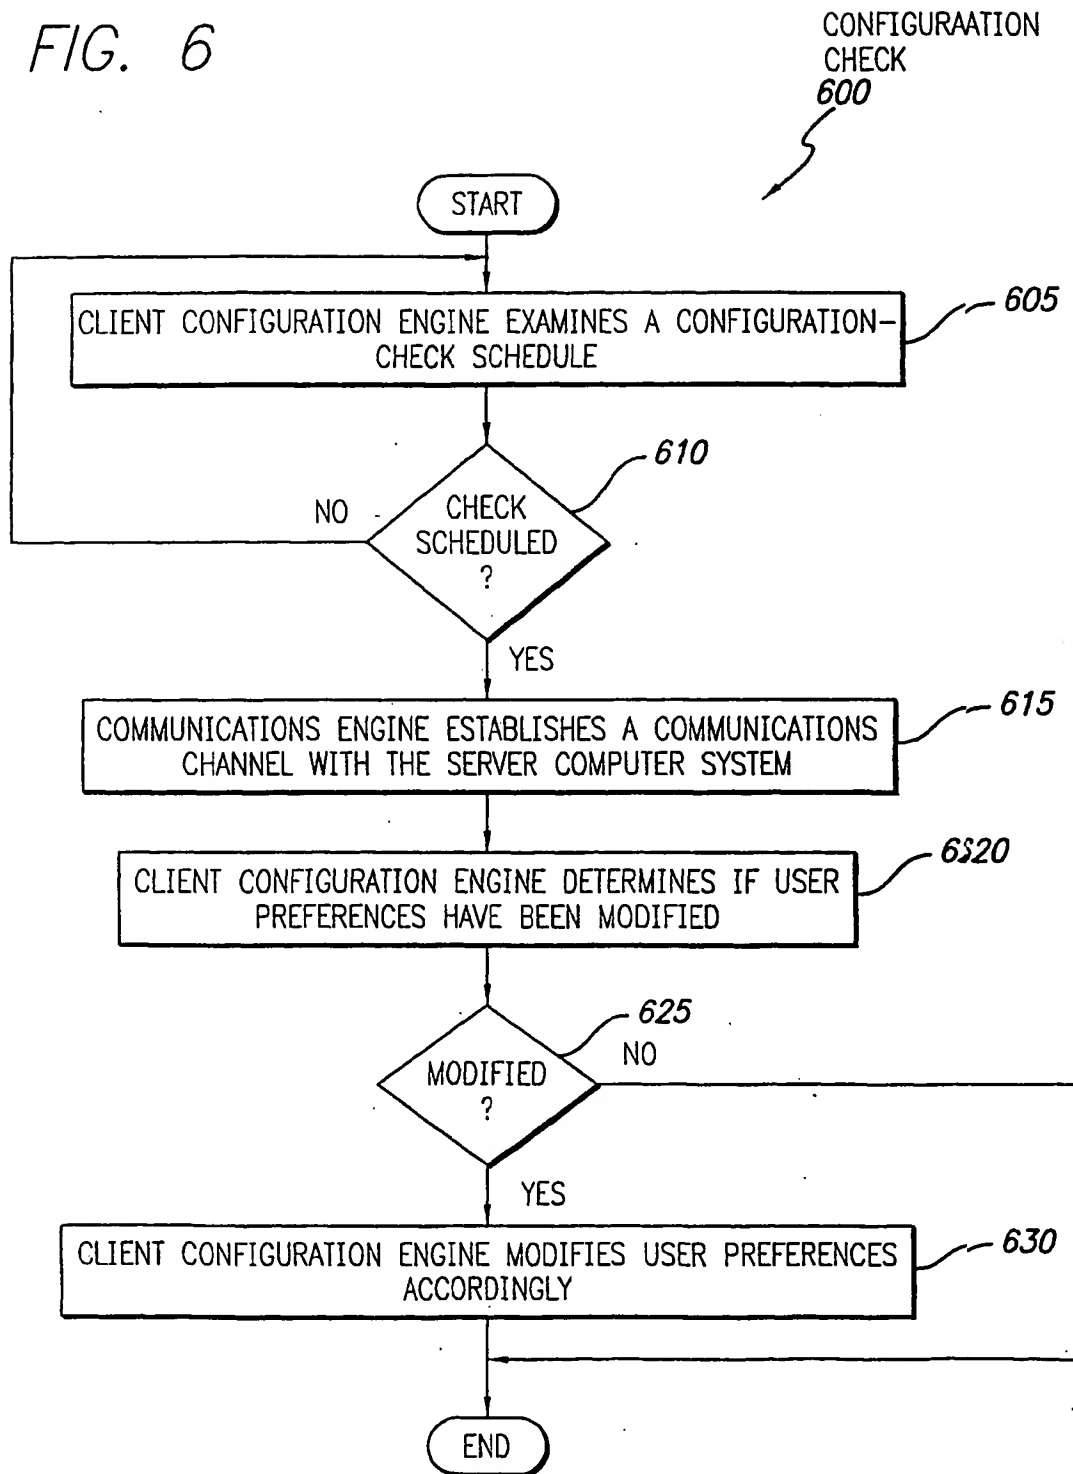 FIG. 6
CONFIGURAATION
CHECK
600
START
CLIENT CONFIGURATION ENGINE EXAMINES A CONFIGURATION-
CHECK SCHEDULE
605
610
CHECK
SCHEDULED
?
NO
YES
COMMUNICATIONS ENGINE ESTABLISHES A COMMUNICATIONS
CHANNEL WITH THE SERVER COMPUTER SYSTEM
615
CLIENT CONFIGURATION ENGINE DETERMINES IF USER
PREFERENCES HAVE BEEN MODIFIED
6S20
625
MODIFIED
?
NO
YES
CLIENT CONFIGURATION ENGINE MODIFIES USER PREFERENCES
ACCORDINGLY
630
END